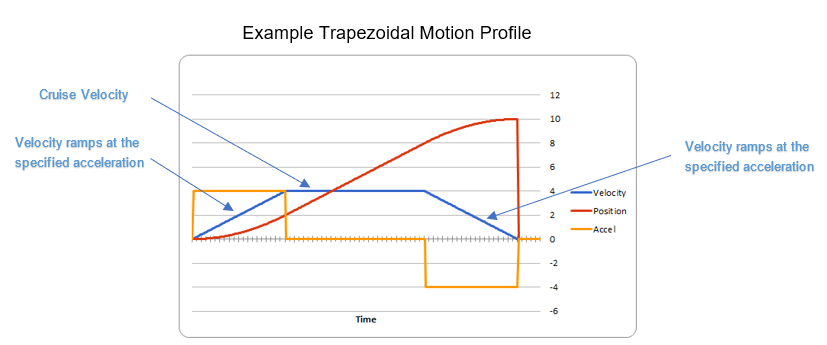 Example Trapezoidal Motion Profile
Cruise Velocity
Velocity ramps at the
specified acceleration
Velocity ramps at the
specified acceleration
12
10
8
6
4
2
0
-2
-4
-6
Velocity
Position
Accel
Time